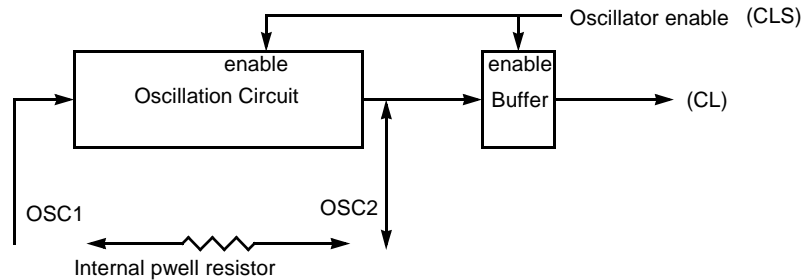 Oscillator enable (CLS)
enable
enable
Oscillation Circuit
Buffer
(CL)
OSC1
OSC2
Internal pwell resistor